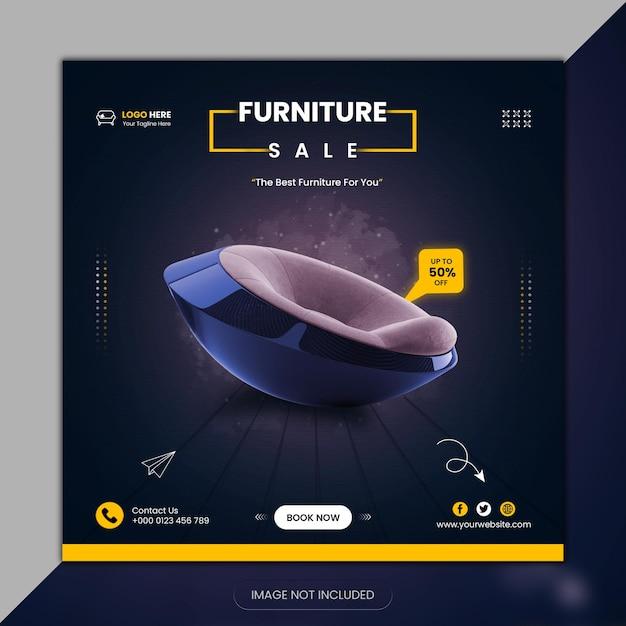 LOGO HERE
Your Tagline Here
FURNITURE
SALE
“The Best Furniture For You”
UP TO
50%
OFF
Contact Us
+000 0123 456 789
BOOK NOW
www.yourwebsite.com
IMAGE NOT INCLUDED